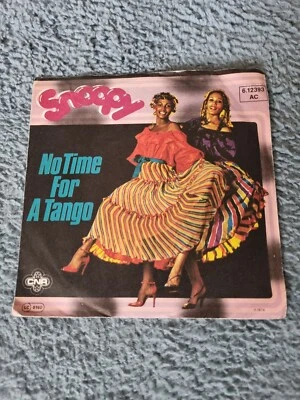 Snoopy
6.12393
AC
No Time
For
A Tango
CNR